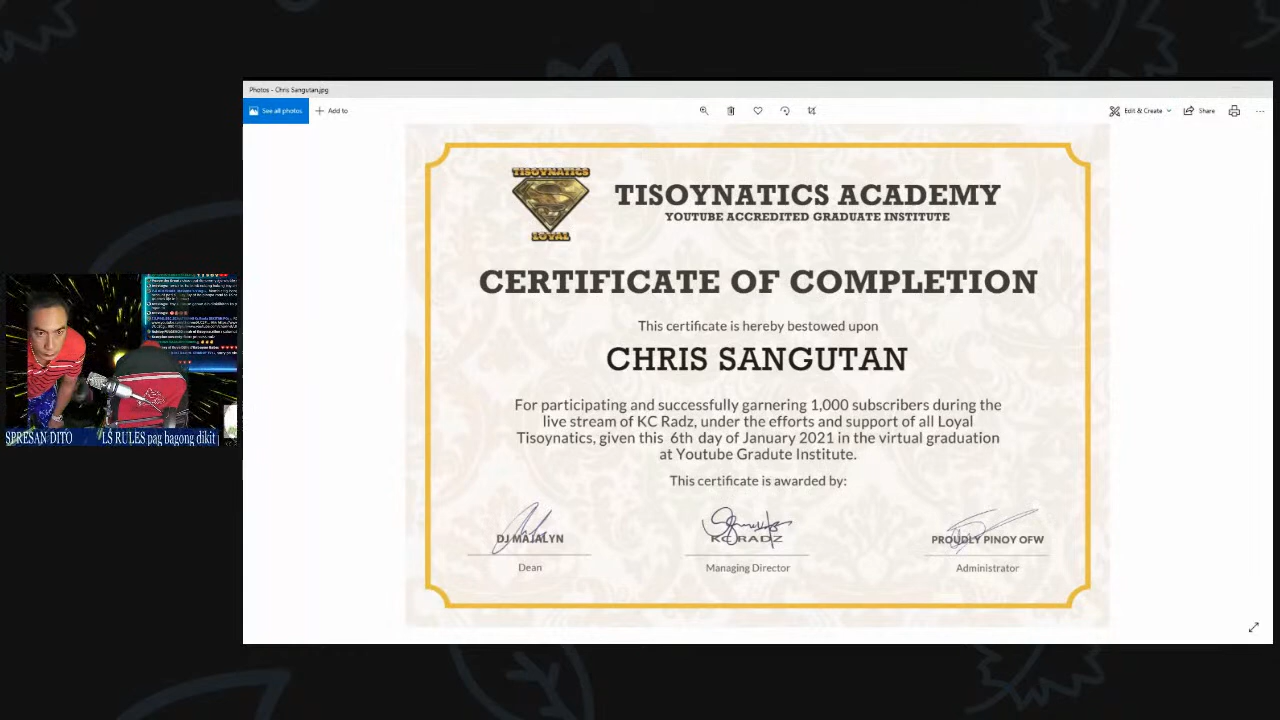 Photos - Chris Sangutan.jpg
See all photos
Add to
Edit & Create
Share
TISOYNATICS
LOYAL
TISOYNATICS ACADEMY
YOUTUBE ACCREDITED GRADUATE INSTITUTE
CERTIFICATE OF COMPLETION
This certificate is hereby bestowed upon
CHRIS SANGUTAN
For participating and successfully garnering 1,000 subscribers during the
live stream of KC Radz, under the efforts and support of all Loyal
Tisoynatics, given this 6th day of January 2021 in the virtual graduation
at Youtube Gradute Institute.
This certificate is awarded by:
DJ MAJALYN
Dean
KC RADZ
Managing Director
PROUDLY PINOY OFW
Administrator
SPRESAN DITO LS RULES pag bagong dikit